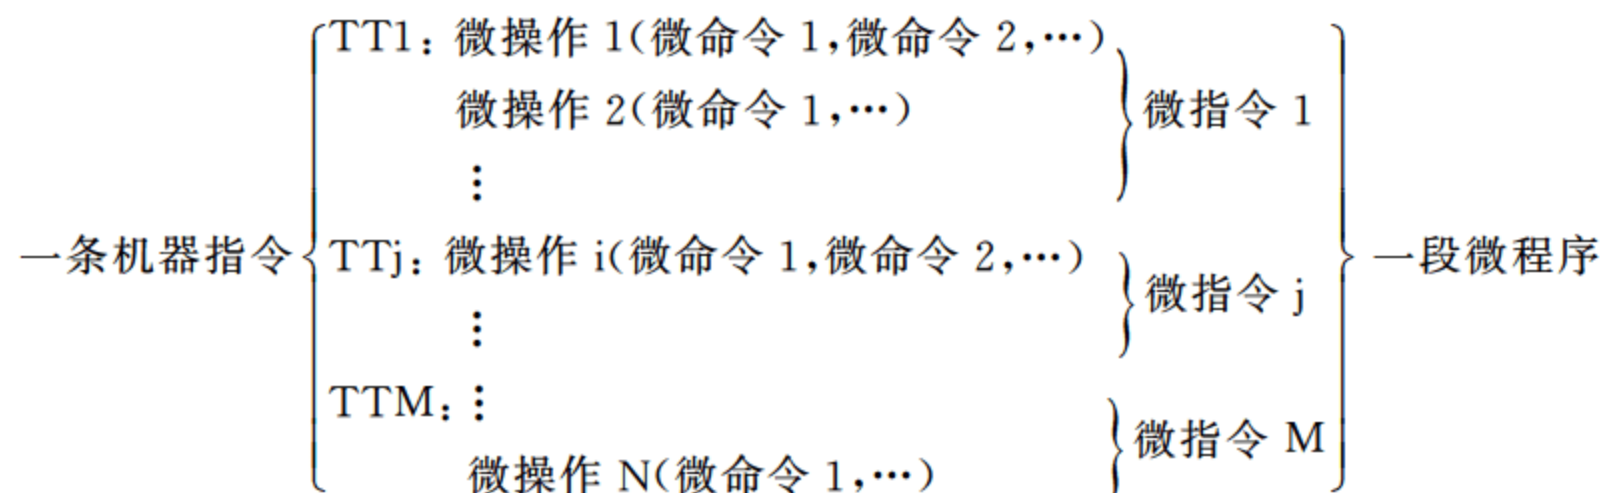 TT1：微操作 1(微命令 1,微命令 2,…)
微操作 2(微命令 1,…)
微指令 1
⋮
一条机器指令
TTj：微操作 i(微命令 1,微命令 2,…)
一段微程序
微指令 j
⋮
TTM：⋮
微指令 M
微操作 N(微命令 1,…)